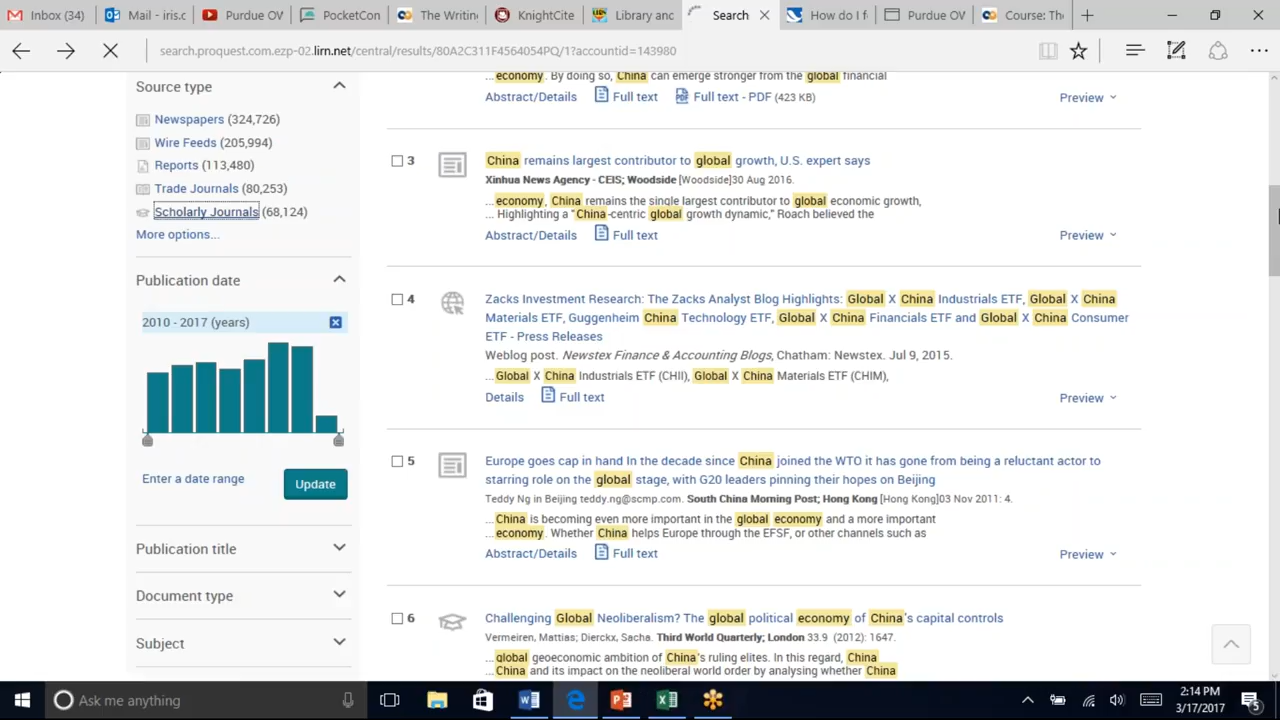 Inbox (34)
Mail - iris.c
Purdue OV
PocketCon
The Writing
KnightCite
Library anc
Search
How do I f
Purdue OV
Course: The
search.proquest.com.ezp-02.lirn.net/central/results/80A2C311F4564054PQ/1?accountid=143980
Source type
Newspapers (324,726)
Wire Feeds (205,994)
Reports (113,480)
Trade Journals (80,253)
Scholarly Journals (68,124)
More options...
Publication date
2010 - 2017 (years)
Enter a date range
Update
Publication title
Document type
Subject
...economy. By doing so, China can emerge stronger from the global financial
Abstract/Details Full text Full text - PDF (423 KB) Preview
3 China remains largest contributor to global growth, U.S. expert says
Xinhua News Agency - CEIS; Woodside [Woodside]30 Aug 2016.
...economy, China remains the single largest contributor to global economic growth,
... Highlighting a "China-centric global growth dynamic," Roach believed the
Abstract/Details Full text Preview
4 Zacks Investment Research: The Zacks Analyst Blog Highlights: Global X China Industrials ETF, Global X China
Materials ETF, Guggenheim China Technology ETF, Global X China Financials ETF and Global X China Consumer
ETF - Press Releases
Weblog post. Newstex Finance & Accounting Blogs, Chatham: Newstex. Jul 9, 2015.
...Global X China Industrials ETF (CHII), Global X China Materials ETF (CHIM),
Details Full text Preview
5 Europe goes cap in hand In the decade since China joined the WTO it has gone from being a reluctant actor to
starring role on the global stage, with G20 leaders pinning their hopes on Beijing
Teddy Ng in Beijing teddy.ng@scmp.com. South China Morning Post; Hong Kong [Hong Kong]03 Nov 2011: 4.
...China is becoming even more important in the global economy and a more important
...economy. Whether China helps Europe through the EFSF, or other channels such as
Abstract/Details Full text Preview
6 Challenging Global Neoliberalism? The global political economy of China's capital controls
Vermeiren, Mattias; Dierckx, Sacha. Third World Quarterly; London 33.9 (2012): 1647.
...global geoeconomic ambition of China's ruling elites. In this regard, China
...China and its impact on the neoliberal world order by analysing whether China
Ask me anything
2:14 PM
3/17/2017
5